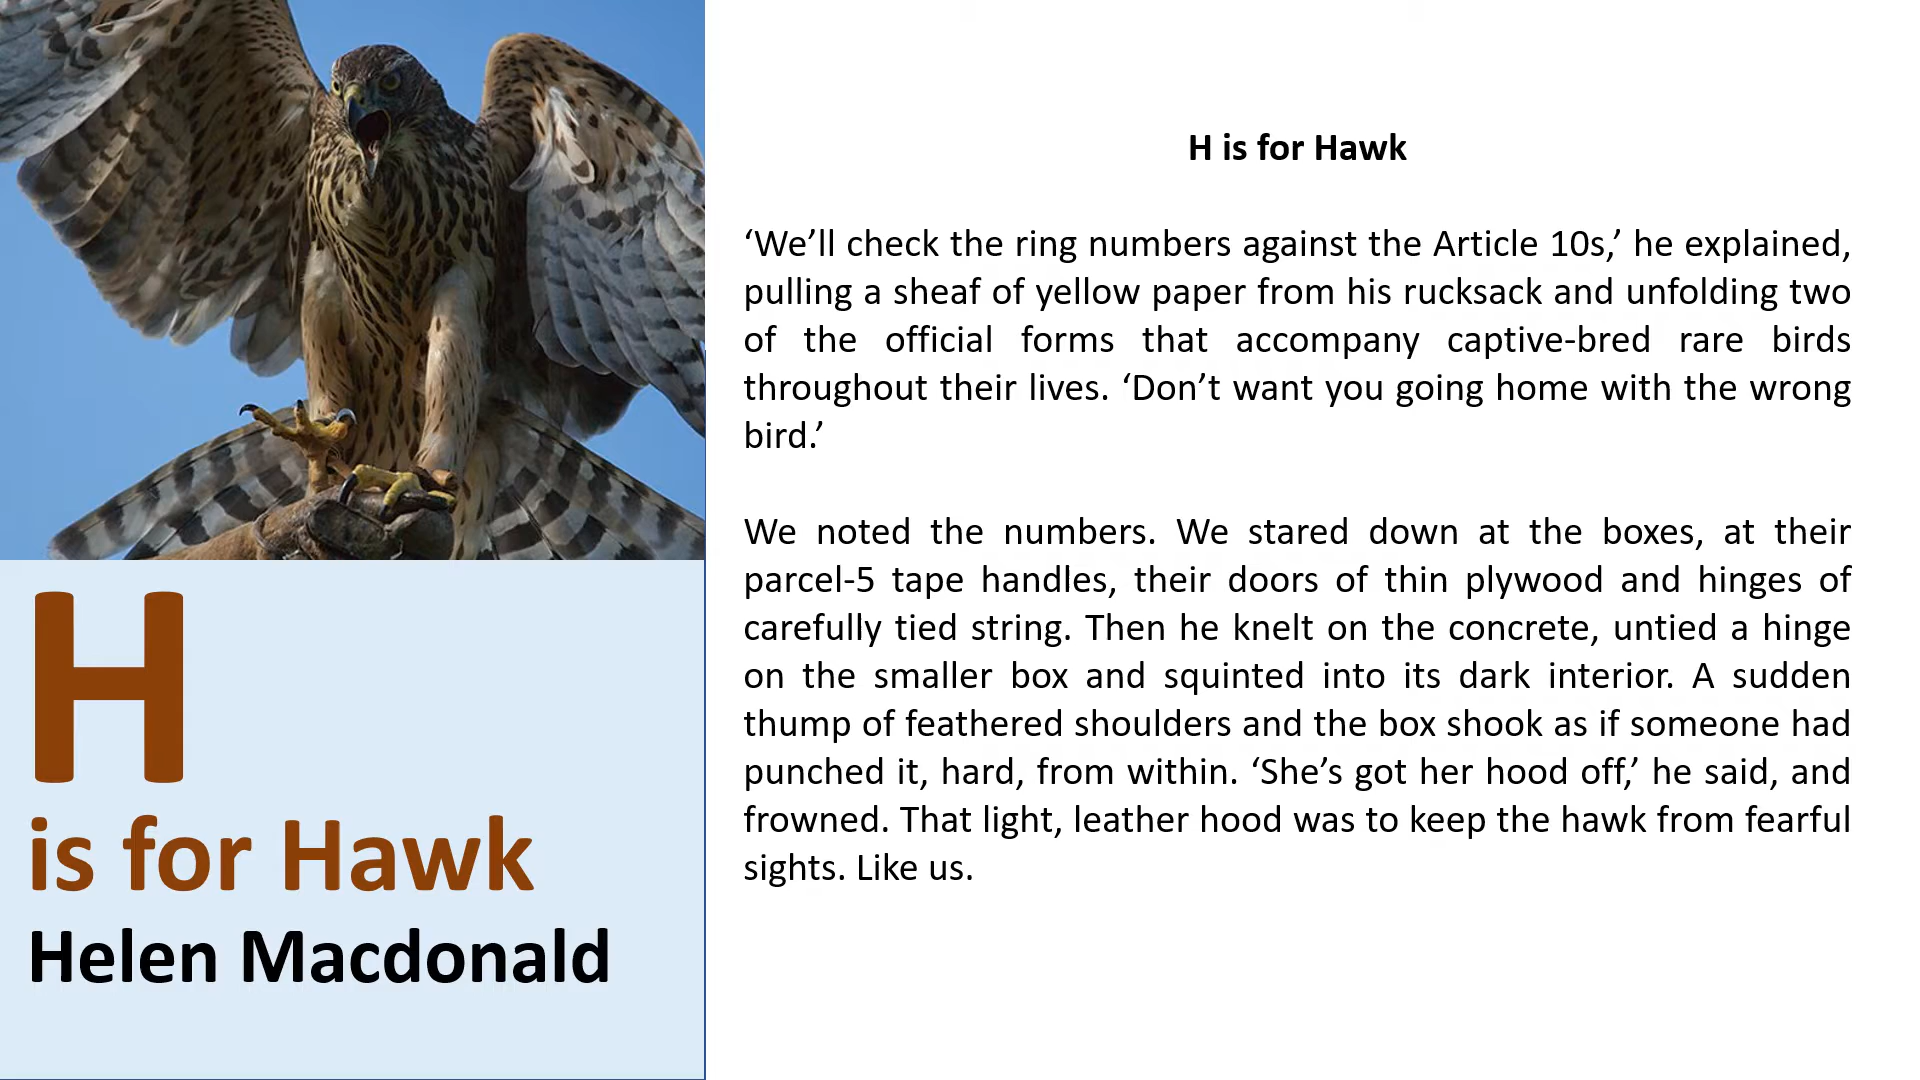 H
is for Hawk
Helen Macdonald
H is for Hawk
‘We’ll check the ring numbers against the Article 10s,’ he explained,
pulling a sheaf of yellow paper from his rucksack and unfolding two
of the official forms that accompany captive-bred rare birds
throughout their lives. ‘Don’t want you going home with the wrong
bird.’
We noted the numbers. We stared down at the boxes, at their
parcel-5 tape handles, their doors of thin plywood and hinges of
carefully tied string. Then he knelt on the concrete, untied a hinge
on the smaller box and squinted into its dark interior. A sudden
thump of feathered shoulders and the box shook as if someone had
punched it, hard, from within. ‘She’s got her hood off,’ he said, and
frowned. That light, leather hood was to keep the hawk from fearful
sights. Like us.